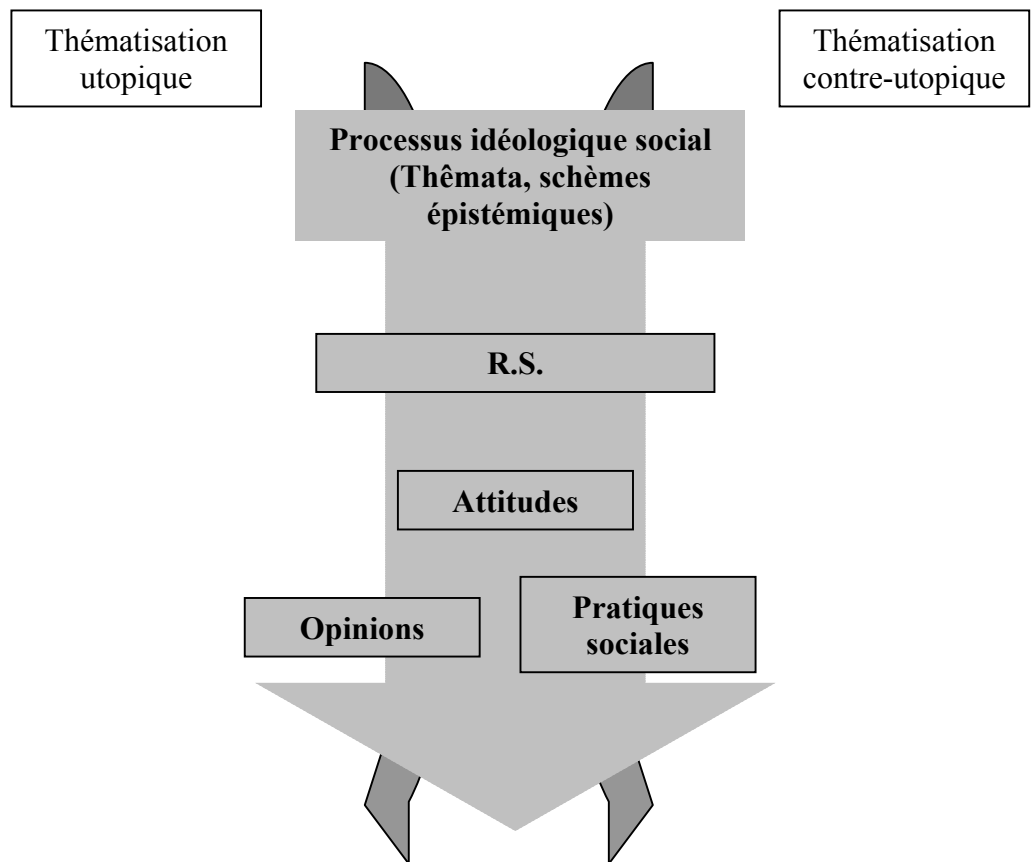 Thématisation
utopique
Thématisation
contre-utopique
Processus idéologique social
(Thêmata, schèmes
épistémiques)
R.S.
Attitudes
Opinions
Pratiques
sociales